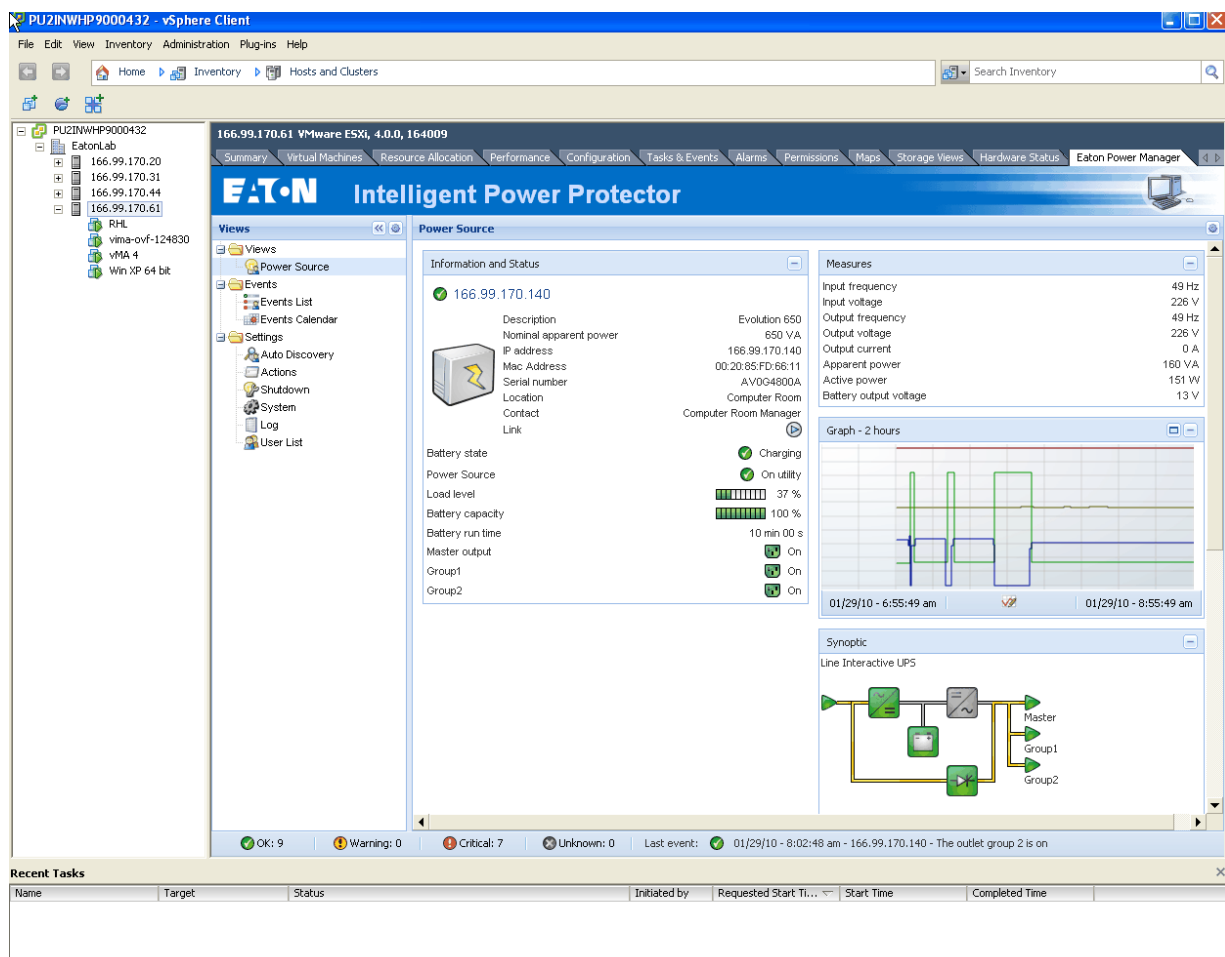 PU2INWHP9000432 - vSphere Client
File Edit View Inventory Administration Plug-ins Help
Home Inventory Hosts and Clusters
Search Inventory
PU2INWHP9000432
EatonLab
166.99.170.20
166.99.170.31
166.99.170.44
166.99.170.61
RHL
vima-ovf-124830
vMA 4
Win XP 64 bit
166.99.170.61 VMware ESXi, 4.0.0, 164009
Summary Virtual Machines Resource Allocation Performance Configuration Tasks & Events Alarms Permissions Maps Storage Views Hardware Status Eaton Power Manager
EATON Intelligent Power Protector
Views
Views
Power Source
Events
Events List
Events Calendar
Settings
Auto Discovery
Actions
Shutdown
System
Log
User List
Power Source
Information and Status
166.99.170.140
Description Evolution 650
Nominal apparent power 650 VA
IP address 166.99.170.140
Mac Address 00:20:85:FD:66:11
Serial number AV0G4800A
Location Computer Room
Contact Computer Room Manager
Link
Battery state Charging
Power Source On utility
Load level 37 %
Battery capacity 100 %
Battery run time 10 min 00 s
Master output On
Group1 On
Group2 On
Measures
Input frequency 49 Hz
Input voltage 226 V
Output frequency 49 Hz
Output voltage 226 V
Output current 0 A
Apparent power 160 VA
Active power 151 W
Battery output voltage 13 V
Graph - 2 hours
01/29/10 - 6:55:49 am 01/29/10 - 8:55:49 am
Synoptic
Line Interactive UPS
Master
Group1
Group2
OK: 9 Warning: 0 Critical: 7 Unknown: 0 Last event: 01/29/10 - 8:02:48 am - 166.99.170.140 - The outlet group 2 is on
Recent Tasks
Name Target Status Initiated by Requested Start Ti... Start Time Completed Time